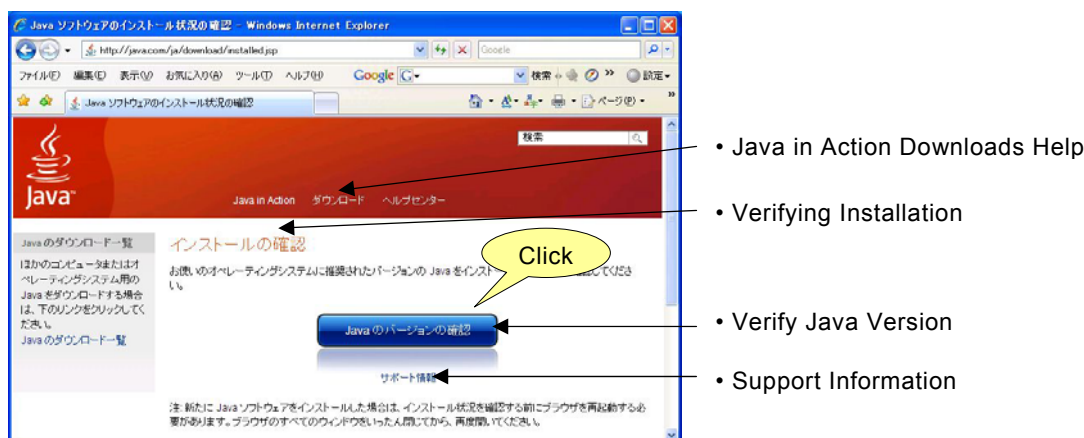 Java ソフトウェアのインストール状況の確認 - Windows Internet Explorer
http://java.com/ja/download/installed.jsp
Google
ファイル(F) 編集(E) 表示(V) お気に入り(A) ツール(T) ヘルプ(H) Google G 検索 設定
Java ソフトウェアのインストール状況の確認 ページ(P)
検索
Java
Java in Action ダウンロード ヘルプセンター
• Java in Action Downloads Help
• Verifying Installation
Java のダウンロード一覧
ほかのコンピュータまたはオ
ペレーティングシステム用の
Java をダウンロードする場合
は、下のリンクをクリックしてく
ださい。
Java のダウンロード一覧
インストールの確認
お使いのオペレーティングシステムに推奨されたバージョンの Java をインスト してくださ
い。
Click
Java のバージョンの確認
• Verify Java Version
サポート情報
• Support Information
注: 新たに Java ソフトウェアをインストールした場合は、インストール状況を確認する前にブラウザを再起動する必
要があります。ブラウザのすべてのウィンドウをいったん閉じてから、再度開いてください。